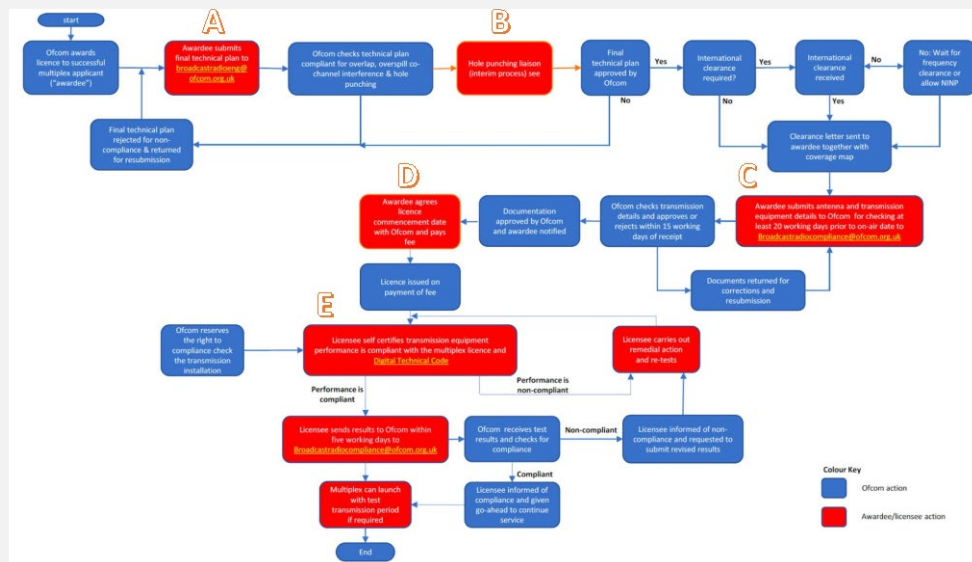 A
B
start
Ofcom awards
licence to successful
multiplex applicant
("awardee")
Awardee submits
final technical plan to
broadcastradioeng@
ofcom.org.uk
Ofcom checks technical plan
compliant for overlap, overspill co-
channel interference & hole
punching
Hole punching liaison
(interim process) see
Final
technical plan
approved by
Ofcom
Yes
No
International
clearance
required?
Yes
No
International
clearance
received
No
Yes
No: Wait for
frequency
clearance or
allow NINP
Final technical plan
rejected for non-
compliance & returned
for resubmission
Clearance letter sent to
awardee together with
coverage map
D
C
Awardee agrees
licence
commencement date
with Ofcom and pays
fee
Documentation
approved by Ofcom
and awardee notified
Ofcom checks transmission
details and approves or
rejects within 15 working
days of receipt
Awardee submits antenna and transmission
equipment details to Ofcom for checking at
least 20 working days prior to on-air date to
Broadcastradiocompliance@ofcom.org.uk
Documents returned for
corrections and
resubmission
Licence issued on
payment of fee
E
Ofcom reserves
the right to
compliance check
the transmission
installation
Licensee self certifies transmission equipment
performance is compliant with the multiplex licence and
Digital Technical Code
Licensee carries out
remedial action
and re-tests
Performance is
compliant
Performance is
non-compliant
Licensee sends results to Ofcom within
five working days to
Broadcastradiocompliance@ofcom.org.uk
Ofcom receives test
results and checks for
compliance
Non-compliant
Licensee informed of non-
compliance and requested to
submit revised results
Compliant
Multiplex can launch
with test
transmission period
if required
Licensee informed of
compliance and given
go-ahead to continue
service
End
Colour Key
Ofcom action
Awardee/licensee action